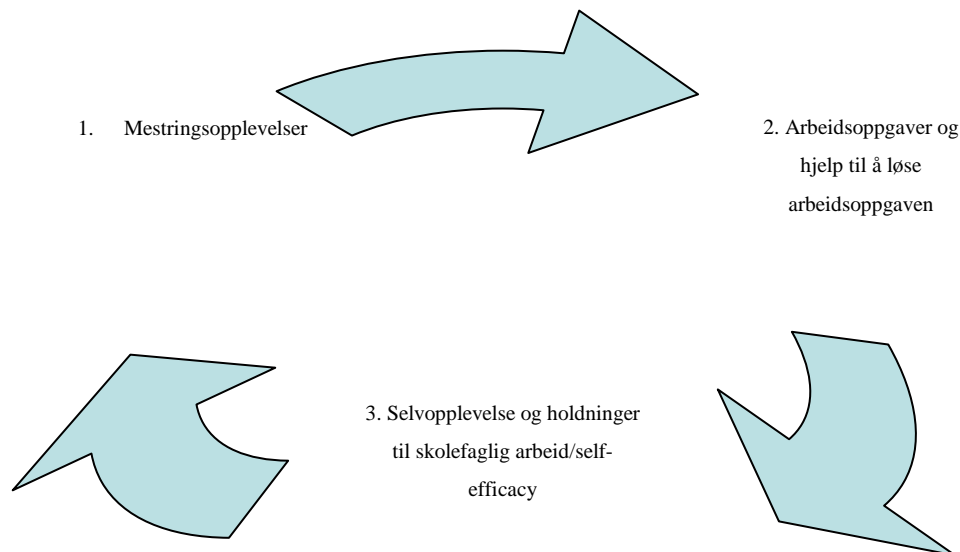 1. Mestringsopplevelser
2. Arbeidsoppgaver og
hjelp til å løse
arbeidsoppgaven
3. Selvopplevelse og holdninger
til skolefaglig arbeid/self-
efficacy